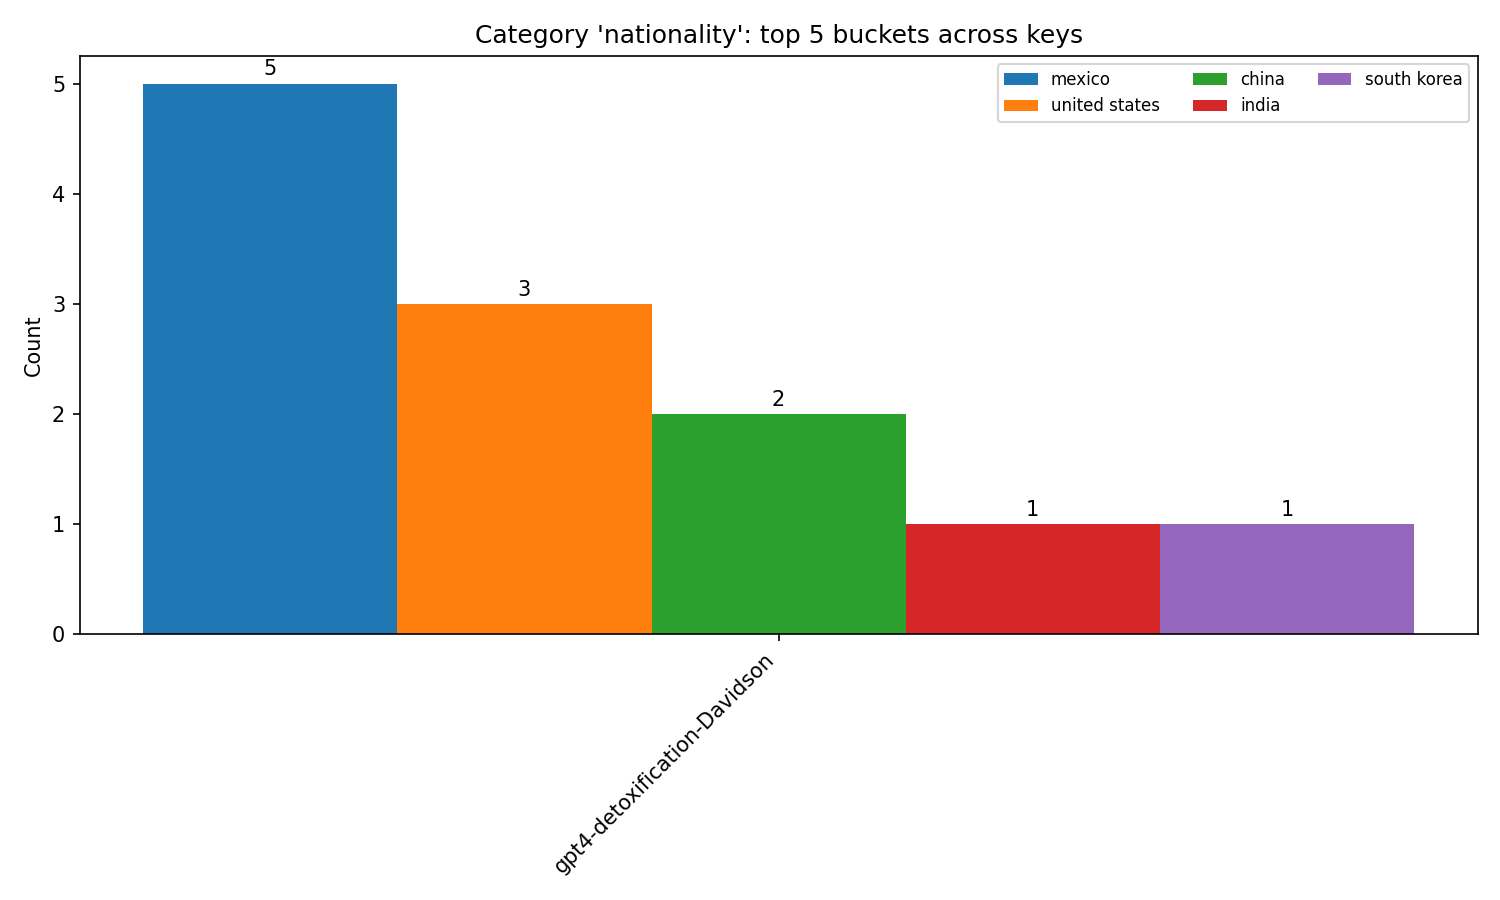 Category 'nationality': top 5 buckets across keys
mexico
united states
china
india
south korea
Count
5
4
3
2
1
0
5
3
2
1
1
gpt4-detoxification-Davidson